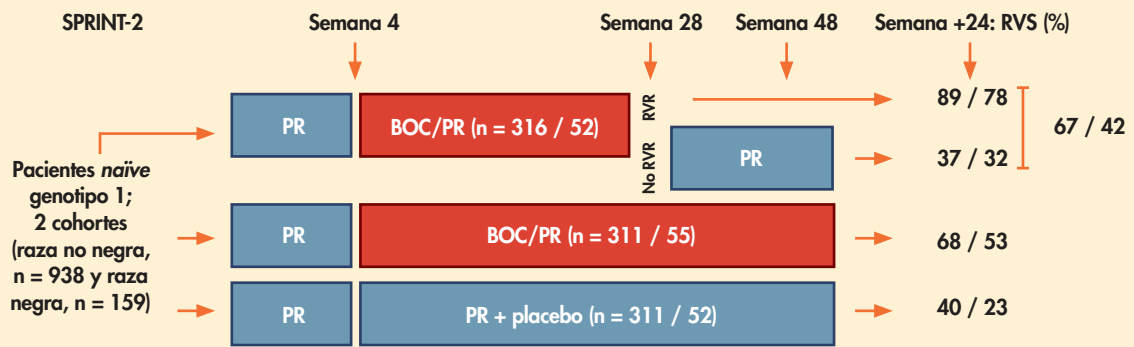 SPRINT-2
Semana 4
Semana 28
Semana 48
Semana +24: RVS (%)
PR
BOC/PR (n = 316 / 52)
RVR
89 / 78
67 / 42
No RVR
PR
37 / 32
Pacientes naïve
genotipo 1;
2 cohortes
(raza no negra,
n = 938 y raza
negra, n = 159)
PR
BOC/PR (n = 311 / 55)
68 / 53
PR
PR + placebo (n = 311 / 52)
40 / 23